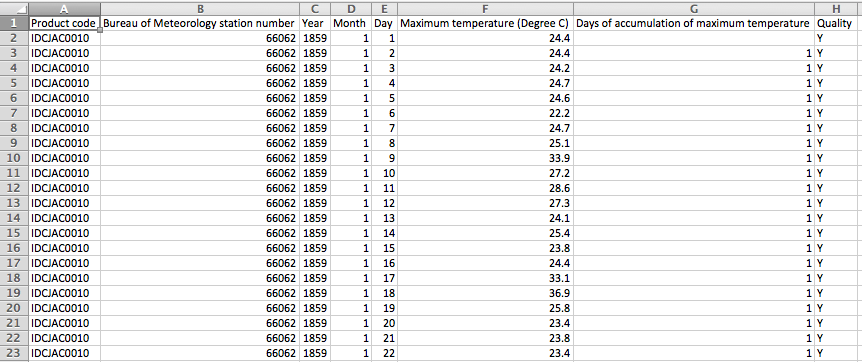 A B C D E F G H
1 Product code Bureau of Meteorology station number Year Month Day Maximum temperature (Degree C) Days of accumulation of maximum temperature Quality
2 IDCJAC0010 66062 1859 1 1 24.4 Y
3 IDCJAC0010 66062 1859 1 2 24.4 1 Y
4 IDCJAC0010 66062 1859 1 3 24.2 1 Y
5 IDCJAC0010 66062 1859 1 4 24.7 1 Y
6 IDCJAC0010 66062 1859 1 5 24.6 1 Y
7 IDCJAC0010 66062 1859 1 6 22.2 1 Y
8 IDCJAC0010 66062 1859 1 7 24.7 1 Y
9 IDCJAC0010 66062 1859 1 8 25.1 1 Y
10 IDCJAC0010 66062 1859 1 9 33.9 1 Y
11 IDCJAC0010 66062 1859 1 10 27.2 1 Y
12 IDCJAC0010 66062 1859 1 11 28.6 1 Y
13 IDCJAC0010 66062 1859 1 12 27.3 1 Y
14 IDCJAC0010 66062 1859 1 13 24.1 1 Y
15 IDCJAC0010 66062 1859 1 14 25.4 1 Y
16 IDCJAC0010 66062 1859 1 15 23.8 1 Y
17 IDCJAC0010 66062 1859 1 16 24.4 1 Y
18 IDCJAC0010 66062 1859 1 17 33.1 1 Y
19 IDCJAC0010 66062 1859 1 18 36.9 1 Y
20 IDCJAC0010 66062 1859 1 19 25.8 1 Y
21 IDCJAC0010 66062 1859 1 20 23.4 1 Y
22 IDCJAC0010 66062 1859 1 21 23.8 1 Y
23 IDCJAC0010 66062 1859 1 22 23.4 1 Y